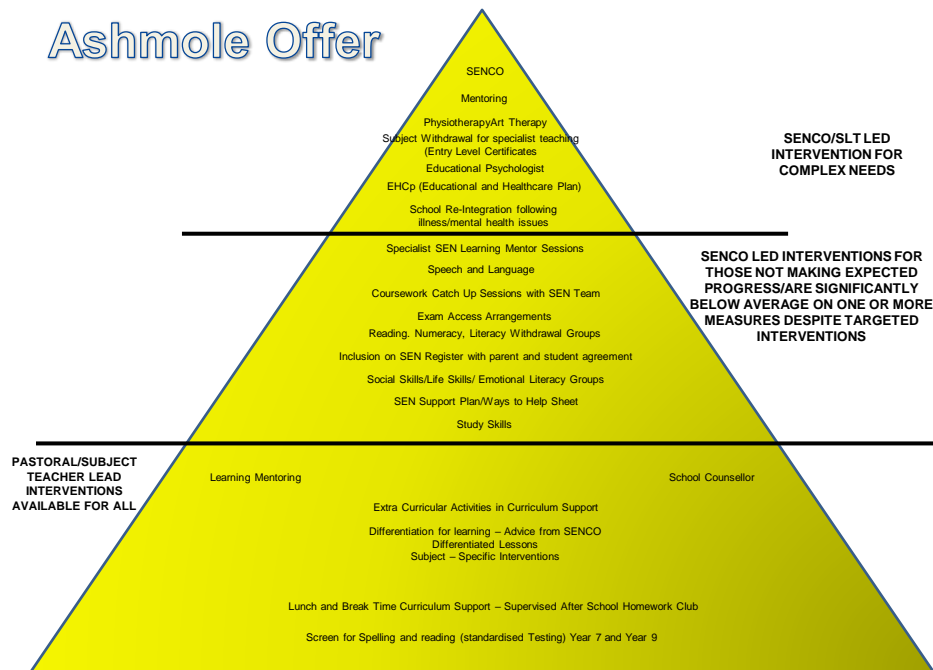 Ashmole Offer
SENCO
Mentoring
PhysiotherapyArt Therapy
Subject Withdrawal for specialist teaching
(Entry Level Certificates
Educational Psychologist
EHCp (Educational and Healthcare Plan)
School Re-Integration following
illness/mental health issues
SENCO/SLT LED
INTERVENTION FOR
COMPLEX NEEDS
Specialist SEN Learning Mentor Sessions
Speech and Language
Coursework Catch Up Sessions with SEN Team
Exam Access Arrangements
Reading. Numeracy, Literacy Withdrawal Groups
Inclusion on SEN Register with parent and student agreement
Social Skills/Life Skills/ Emotional Literacy Groups
SEN Support Plan/Ways to Help Sheet
Study Skills
SENCO LED INTERVENTIONS FOR
THOSE NOT MAKING EXPECTED
PROGRESS/ARE SIGNIFICANTLY
BELOW AVERAGE ON ONE OR MORE
MEASURES DESPITE TARGETED
INTERVENTIONS
PASTORAL/SUBJECT
TEACHER LEAD
INTERVENTIONS
AVAILABLE FOR ALL
Learning Mentoring
School Counsellor
Extra Curricular Activities in Curriculum Support
Differentiation for learning – Advice from SENCO
Differentiated Lessons
Subject – Specific Interventions
Lunch and Break Time Curriculum Support – Supervised After School Homework Club
Screen for Spelling and reading (standardised Testing) Year 7 and Year 9